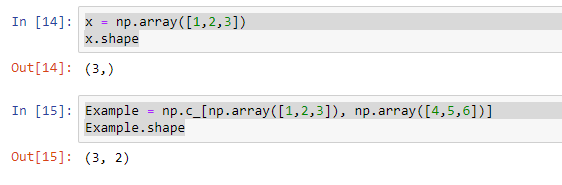 In [14]: x = np.array([1,2,3])
x.shape
Out[14]: (3,)
In [15]: Example = np.c_[np.array([1,2,3]), np.array([4,5,6])]
Example.shape
Out[15]: (3, 2)